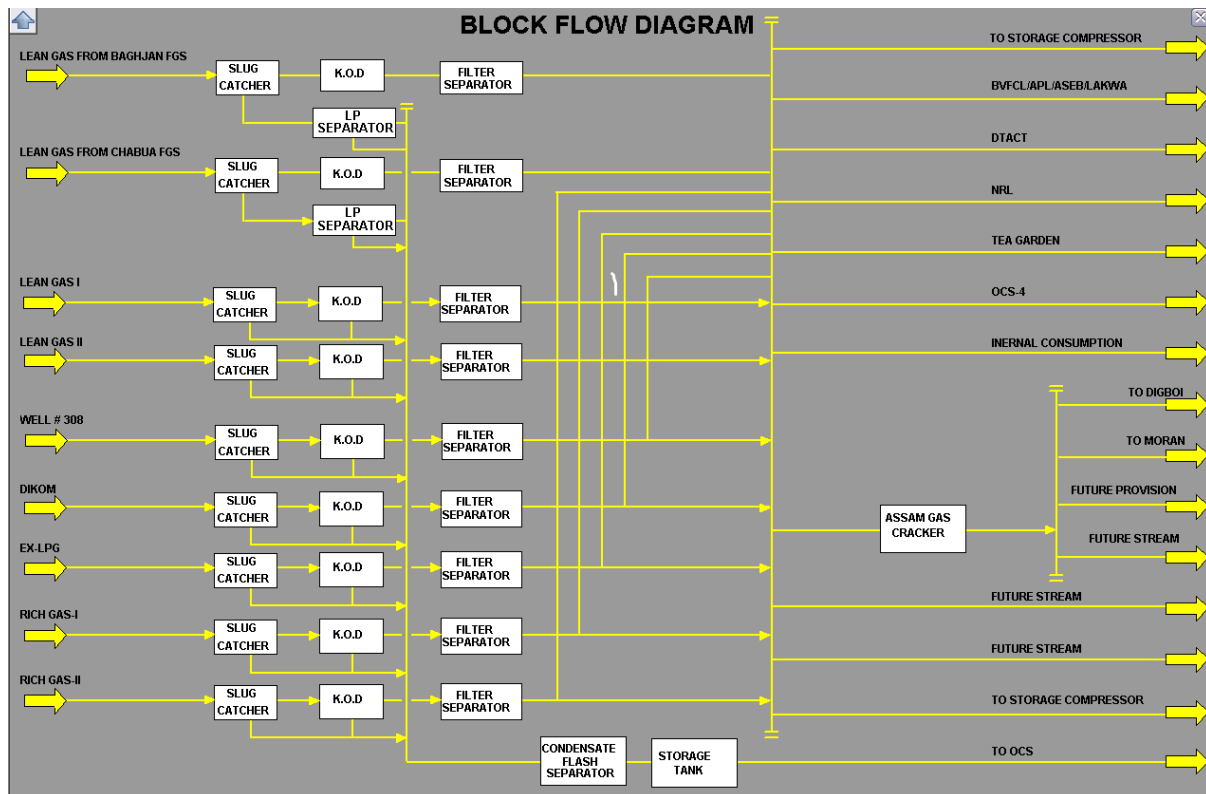 BLOCK FLOW DIAGRAM
LEAN GAS FROM BAGHJAN FGS
SLUG
CATCHER
K.O.D
FILTER
SEPARATOR
LP
SEPARATOR
LEAN GAS FROM CHABUA FGS
SLUG
CATCHER
K.O.D
FILTER
SEPARATOR
LP
SEPARATOR
LEAN GAS I
SLUG
CATCHER
K.O.D
FILTER
SEPARATOR
LEAN GAS II
SLUG
CATCHER
K.O.D
FILTER
SEPARATOR
WELL # 308
SLUG
CATCHER
K.O.D
FILTER
SEPARATOR
DIKOM
SLUG
CATCHER
K.O.D
FILTER
SEPARATOR
EX-LPG
SLUG
CATCHER
K.O.D
FILTER
SEPARATOR
RICH GAS-I
SLUG
CATCHER
K.O.D
FILTER
SEPARATOR
RICH GAS-II
SLUG
CATCHER
K.O.D
FILTER
SEPARATOR
CONDENSATE
FLASH
SEPARATOR
STORAGE
TANK
TO STORAGE COMPRESSOR
BVFCL/APL/ASEB/LAKWA
DTACT
NRL
TEA GARDEN
OCS-4
INERNAL CONSUMPTION
ASSAM GAS
CRACKER
TO DIGBOI
TO MORAN
FUTURE PROVISION
FUTURE STREAM
FUTURE STREAM
FUTURE STREAM
TO STORAGE COMPRESSOR
TO OCS